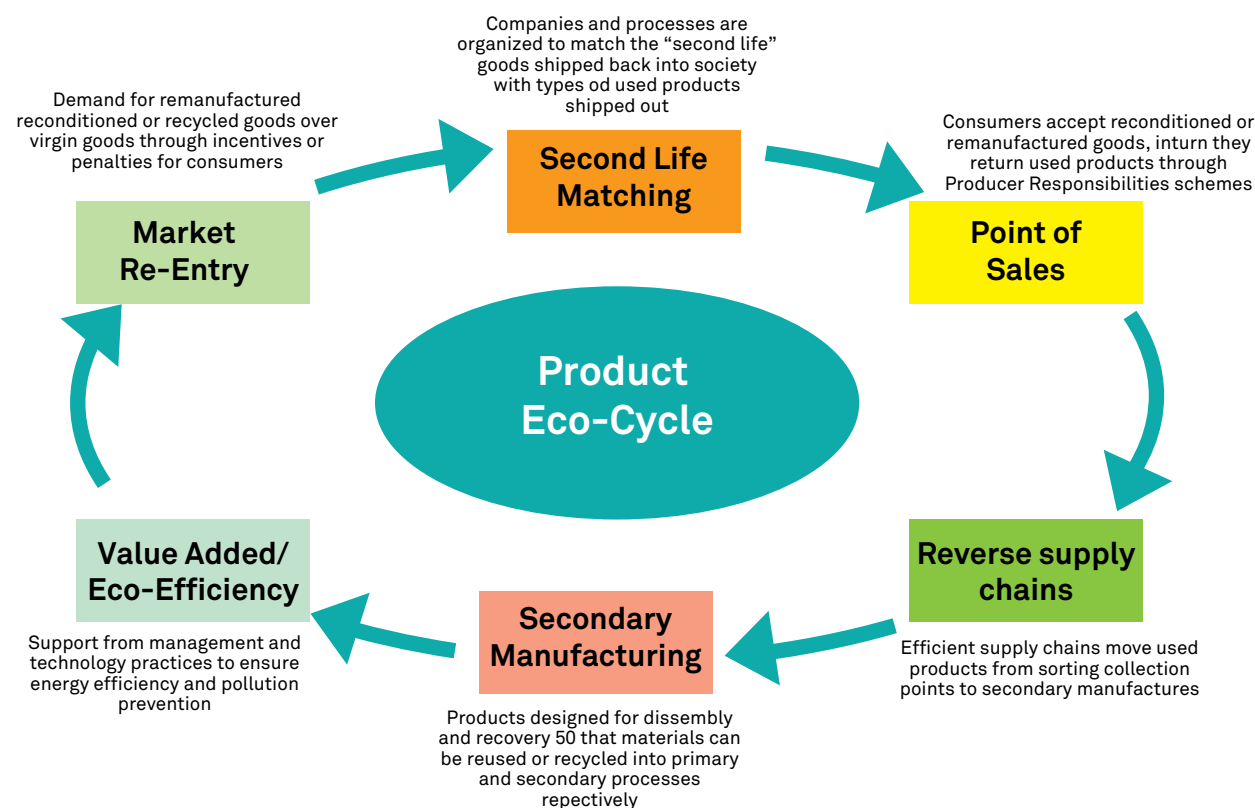 Companies and processes are
organized to match the “second life”
goods shipped back into society
with types od used products
shipped out
Second Life
Matching
Consumers accept reconditioned or
remanufactured goods, inturn they
return used products through
Producer Responsibilities schemes
Point of
Sales
Reverse supply
chains
Efficient supply chains move used
products from sorting collection
points to secondary manufactures
Secondary
Manufacturing
Products designed for dissembly
and recovery 50 that materials can
be reused or recycled into primary
and secondary processes
repectively
Value Added/
Eco-Efficiency
Support from management and
technology practices to ensure
energy efficiency and pollution
prevention
Demand for remanufactured
reconditioned or recycled goods over
virgin goods through incentives or
penalties for consumers
Market
Re-Entry
Product
Eco-Cycle